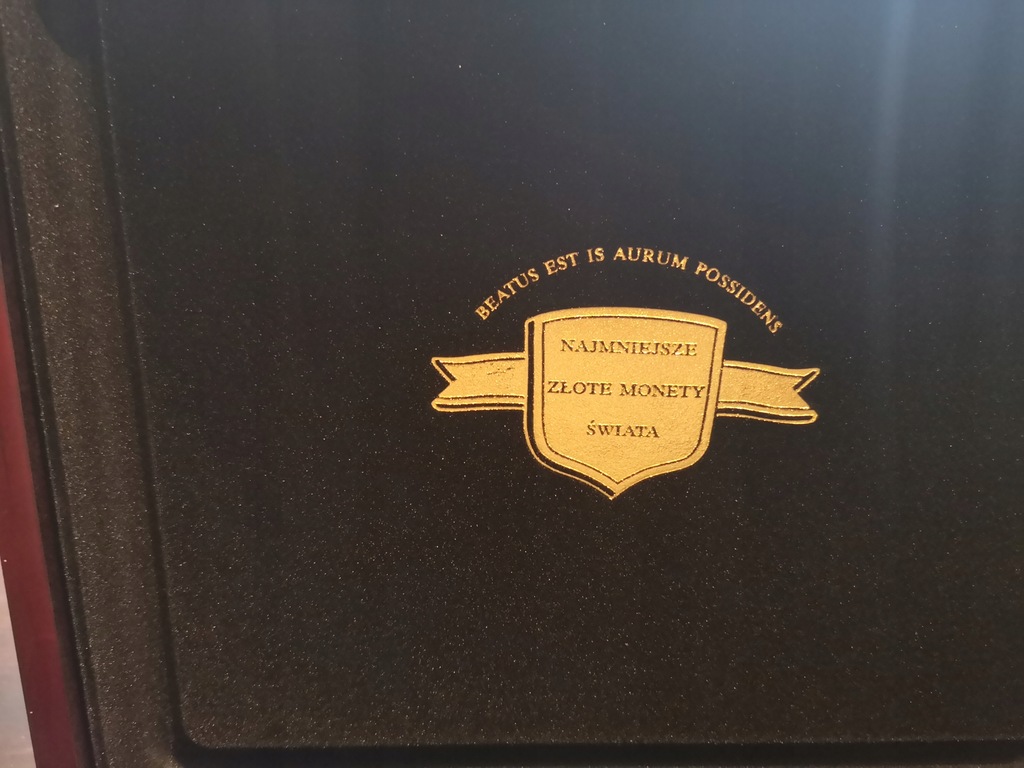 BEATUS EST IS AURUM POSSIDENS
NAJMNIEJSZE
ZŁOTE MONETY
ŚWIATA